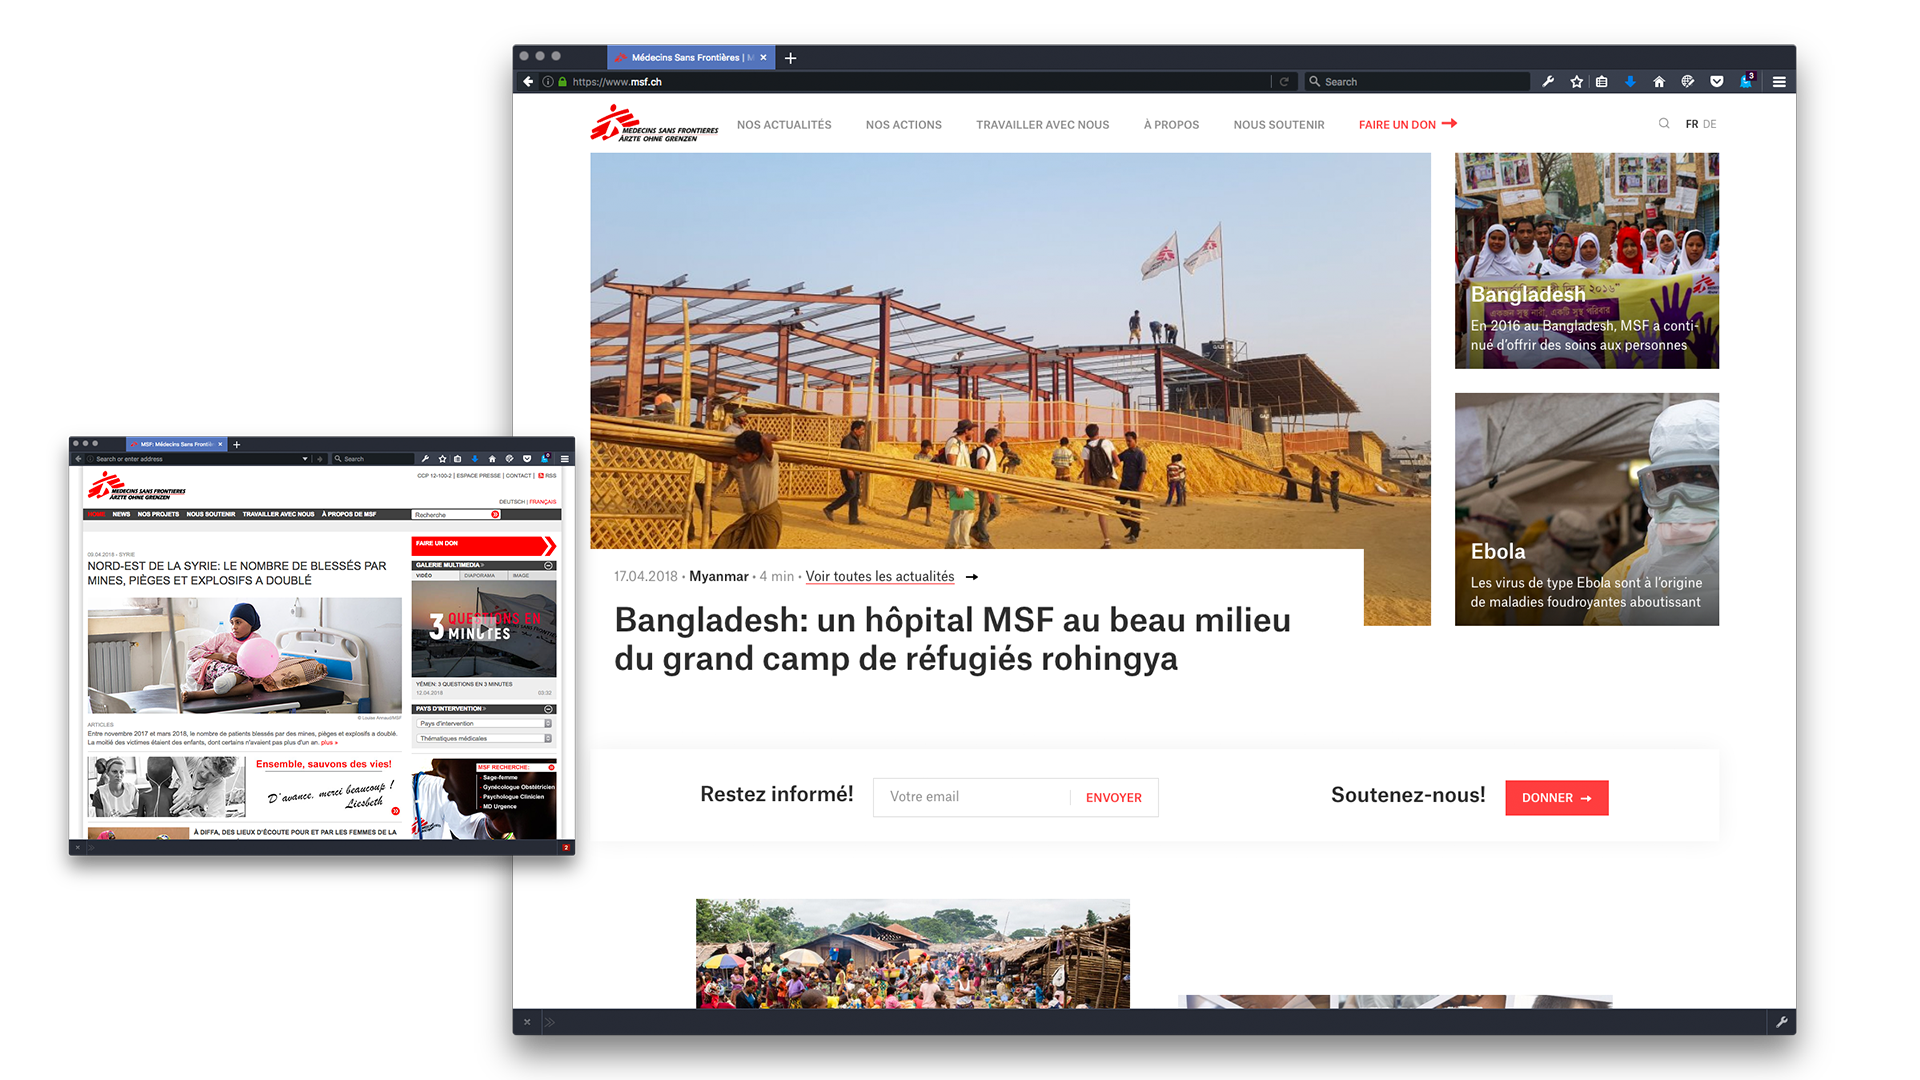 Médecins Sans Frontières | M
https://www.msf.ch
Search
3
MEDECINS SANS FRONTIERES
ÄRZTE OHNE GRENZEN
NOS ACTUALITÉS
NOS ACTIONS
TRAVAILLER AVEC NOUS
À PROPOS
NOUS SOUTENIR
FAIRE UN DON
FR DE
Bangladesh
En 2016 au Bangladesh, MSF a conti-
nué d'offrir des soins aux personnes
Ebola
Les virus de type Ebola sont à l'origine
de maladies foudroyantes aboutissant
17.04.2018 • Myanmar • 4 min • Voir toutes les actualités
Bangladesh: un hôpital MSF au beau milieu
du grand camp de réfugiés rohingya
Restez informé!
Votre email
ENVOYER
Soutenez-nous!
DONNER
MSF: Médecins Sans Frontiè
Search or enter address
Search
MEDECINS SANS FRONTIERES
ÄRZTE OHNE GRENZEN
CCP 12-100-2 | ESPACE PRESSE | CONTACT | RSS
DEUTSCH | FRANÇAIS
HOME
NEWS
NOS PROJETS
NOUS SOUTENIR
TRAVAILLER AVEC NOUS
À PROPOS DE MSF
Recherche
09.04.2018 - SYRIE
NORD-EST DE LA SYRIE: LE NOMBRE DE BLESSÉS PAR
MINES, PIÈGES ET EXPLOSIFS A DOUBLÉ
© Louise Annaud/MSF
ARTICLES
Entre novembre 2017 et mars 2018, le nombre de patients blessés par des mines, pièges et explosifs a doublé.
La moitié des victimes étaient des enfants, dont certains n'avaient pas plus d'un an. plus »
Ensemble, sauvons des vies!
D'avance, merci beaucoup !
Liesbeth
À DIFFA, DES LIEUX D'ÉCOUTE POUR ET PAR LES FEMMES DE LA
FAIRE UN DON
GALERIE MULTIMEDIA »
VIDÉO
DIAPORAMA
IMAGE
3 QUESTIONS EN
MINUTES
YÉMEN: 3 QUESTIONS EN 3 MINUTES
12.04.2018
03:32
PAYS D'INTERVENTION »
Pays d'intervention
Thématiques médicales
MSF RECHERCHE:
Sage-femme
Gynécologue Obstétricien
Psychologue Clinicien
MD Urgence
2